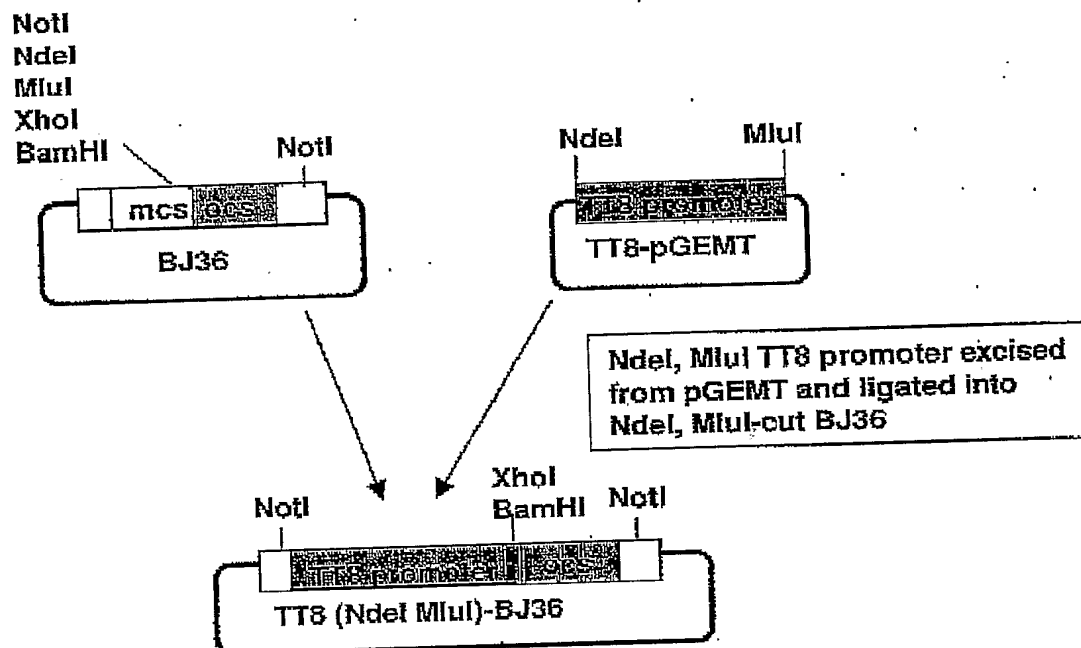 NotI
NdeI
MluI
XhoI
BamHI
NotI
mcs ocs
BJ36
NdeI
MluI
TT8 promoter
TT8-pGEMT
NdeI, MluI TT8 promoter excised
from pGEMT and ligated into
NdeI, MluI-cut BJ36
NotI
XhoI
BamHI
NotI
TT8 promoter ocs
TT8 (NdeI MluI)-BJ36